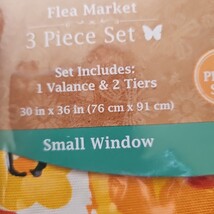 Flea Market
3 Piece Set
Set Includes:
1 Valance & 2 Tiers
30 in x 36 in (76 cm x 91 cm)
Small Window